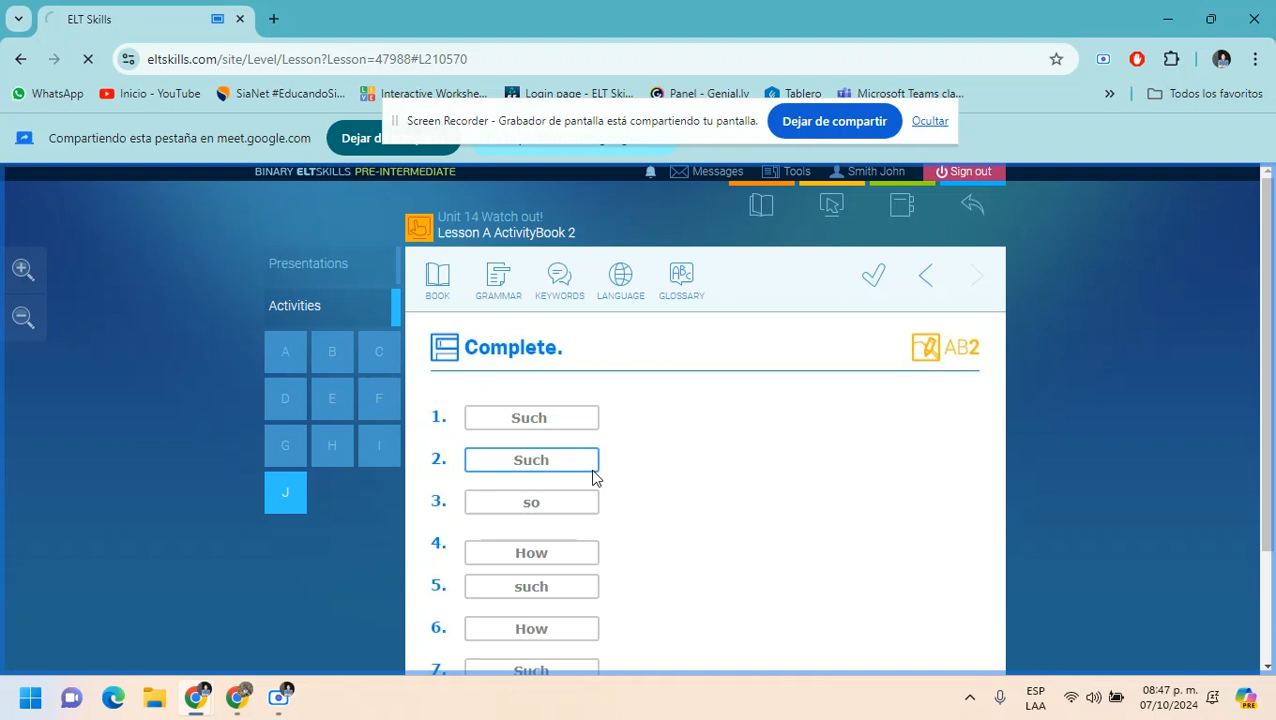 ELT Skills
eltskills.com/site/Level/Lesson?Lesson=47988#L210570
WhatsApp
Inicio - YouTube
SiaNet #EducandoSi...
Interactive Workshe...
Login page - ELT Ski...
Panel - Genial.ly
Tablero
Microsoft Teams cla...
Todos los favoritos
Screen Recorder - Grabador de pantalla está compartiendo tu pantalla.
Dejar de compartir
Ocultar
Compartiendo esta pestaña en meet.google.com
BINARY ELTSKILLS PRE-INTERMEDIATE
Messages
Tools
Smith John
Sign out
Unit 14 Watch out!
Lesson A ActivityBook 2
Presentations
Activities
A B C
D E F
G H I
J
BOOK
GRAMMAR
KEYWORDS
LANGUAGE
ABC
GLOSSARY
Complete.
AB2
1. Such
2. Such
3. so
4. How
5. such
6. How
7. Such
ESP
LAA
08:47 p. m.
07/10/2024
PRE